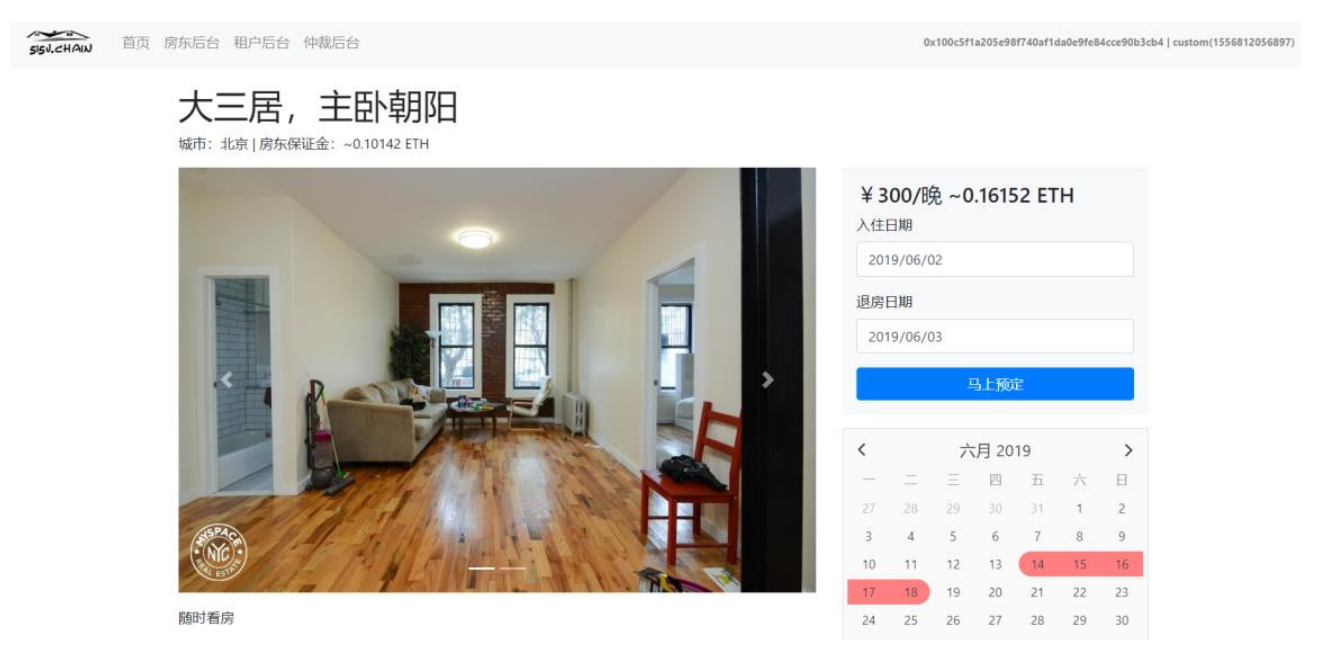 SISU.CHAIN 首页 房东后台 租户后台 仲裁后台 0x100c5f1a205e98f740af1da0e9fe84cce90b3cb4 | custom(1556812056897)
大三居，主卧朝阳
城市：北京 | 房东保证金：~0.10142 ETH
￥300/晚 ~0.16152 ETH
入住日期
2019/06/02
退房日期
2019/06/03
马上预定
MYSPACE
NYC
REAL ESTATE
六月 2019
一 二 三 四 五 六 日
27 28 29 30 31 1 2
3 4 5 6 7 8 9
10 11 12 13 14 15 16
17 18 19 20 21 22 23
24 25 26 27 28 29 30
随时看房